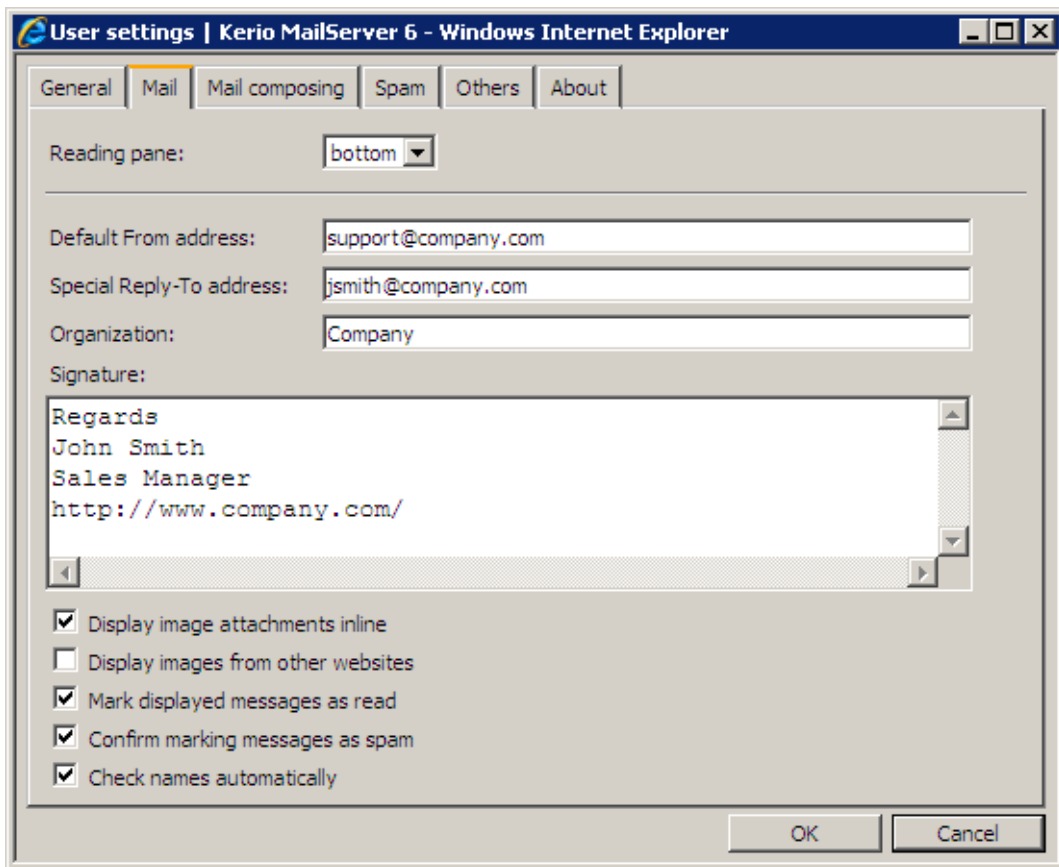 User settings | Kerio MailServer 6 - Windows Internet Explorer
General Mail Mail composing Spam Others About
Reading pane: bottom
Default From address: support@company.com
Special Reply-To address: jsmith@company.com
Organization: Company
Signature:
Regards
John Smith
Sales Manager
http://www.company.com/
Display image attachments inline
Display images from other websites
Mark displayed messages as read
Confirm marking messages as spam
Check names automatically
OK Cancel